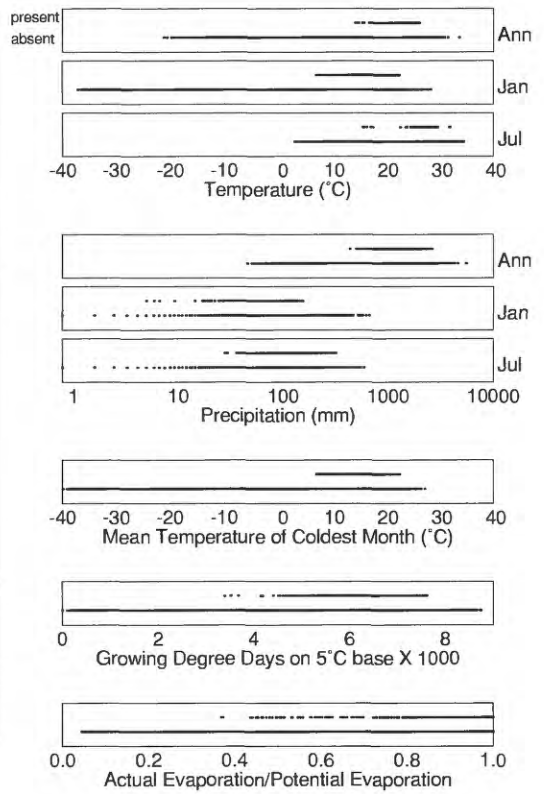 present
absent
Ann
Jan
Jul
-40 -30 -20 -10 0 10 20 30 40
Temperature (°C)
Ann
Jan
Jul
1 10 100 1000 10000
Precipitation (mm)
-40 -30 -20 -10 0 10 20 30 40
Mean Temperature of Coldest Month (°C)
0 2 4 6 8
Growing Degree Days on 5°C base X 1000
0.0 0.2 0.4 0.6 0.8 1.0
Actual Evaporation/Potential Evaporation